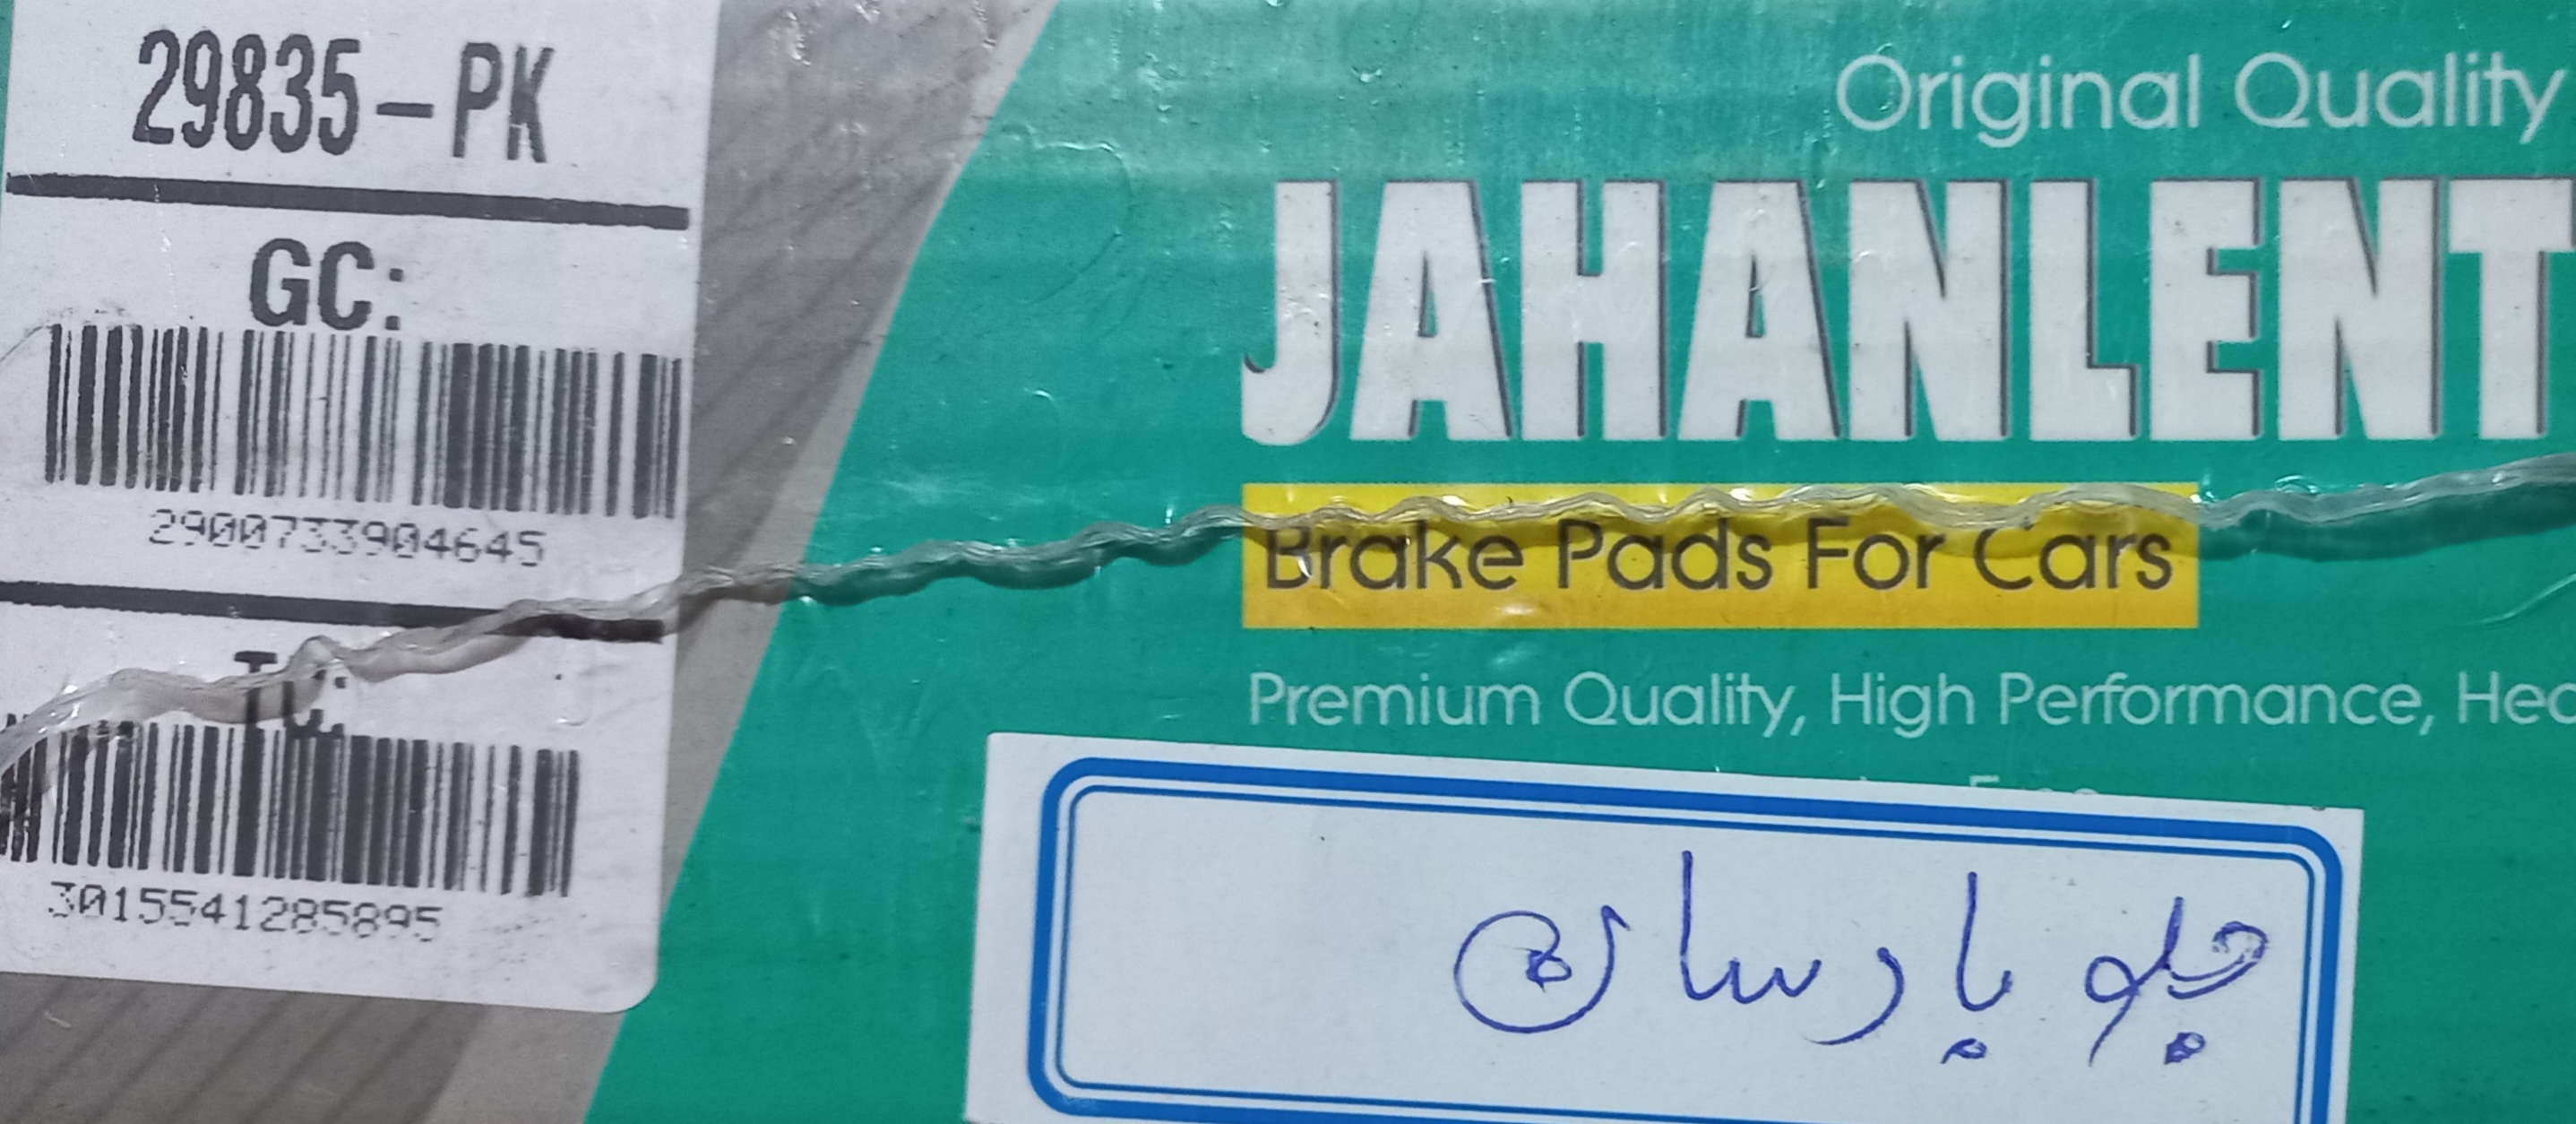 29835-PK
GC:
2900733904645
TC:
3015541285895
Original Quality
JAHANLENT
Brake Pads For Cars
Premium Quality, High Performance, Hea
جلو پارسان